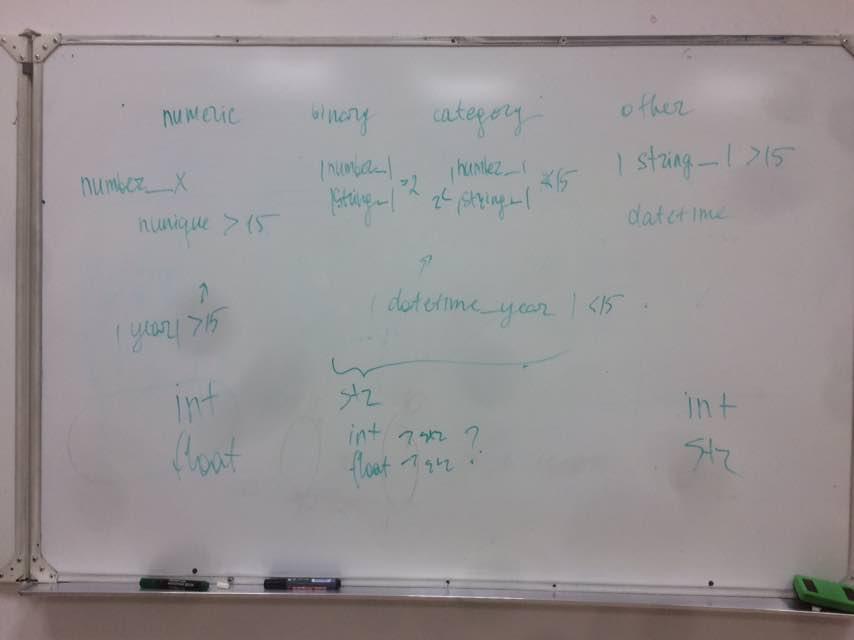 numeric binary category other
number_x |number_| |number_| |string_| >15
|string_| =2 2< |string_| <15
nunique >15 datetime
|year| >15 | datetime_year | <15
int str int
float int → str ? str
float → str ?